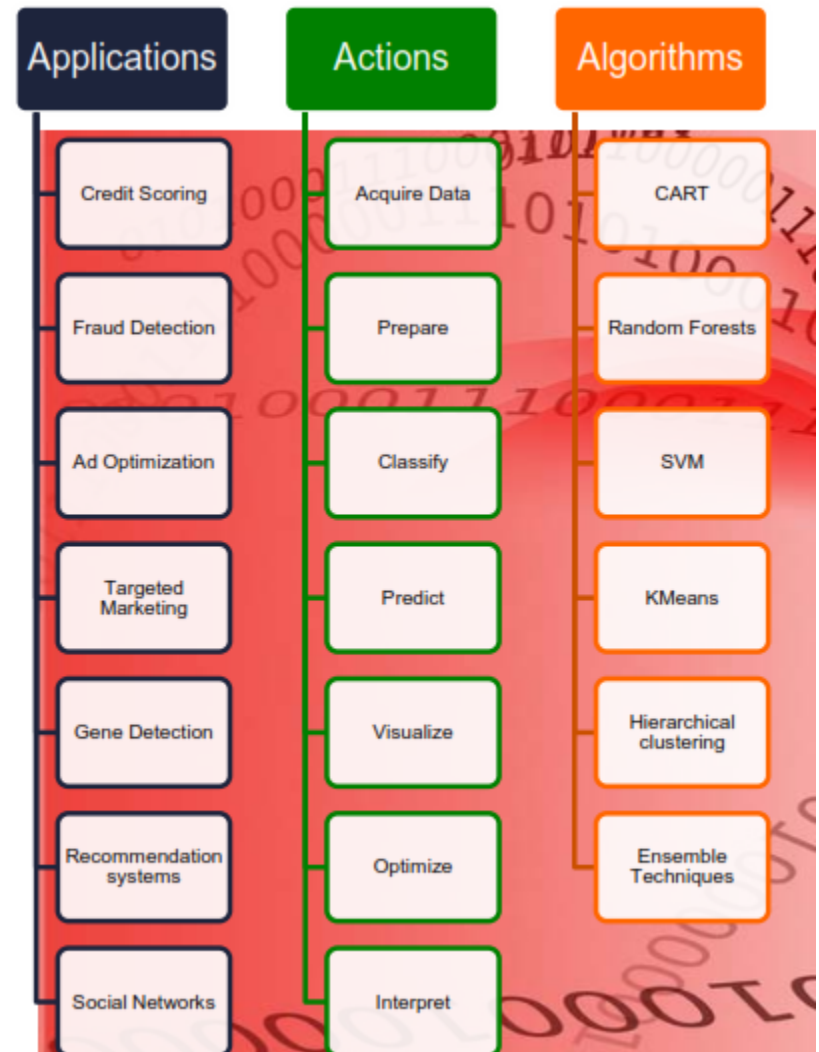 Applications
Credit Scoring
Fraud Detection
Ad Optimization
Targeted
Marketing
Gene Detection
Recommendation
systems
Social Networks
Actions
Acquire Data
Prepare
Classify
Predict
Visualize
Optimize
Interpret
Algorithms
CART
Random Forests
SVM
KMeans
Hierarchical
clustering
Ensemble
Techniques